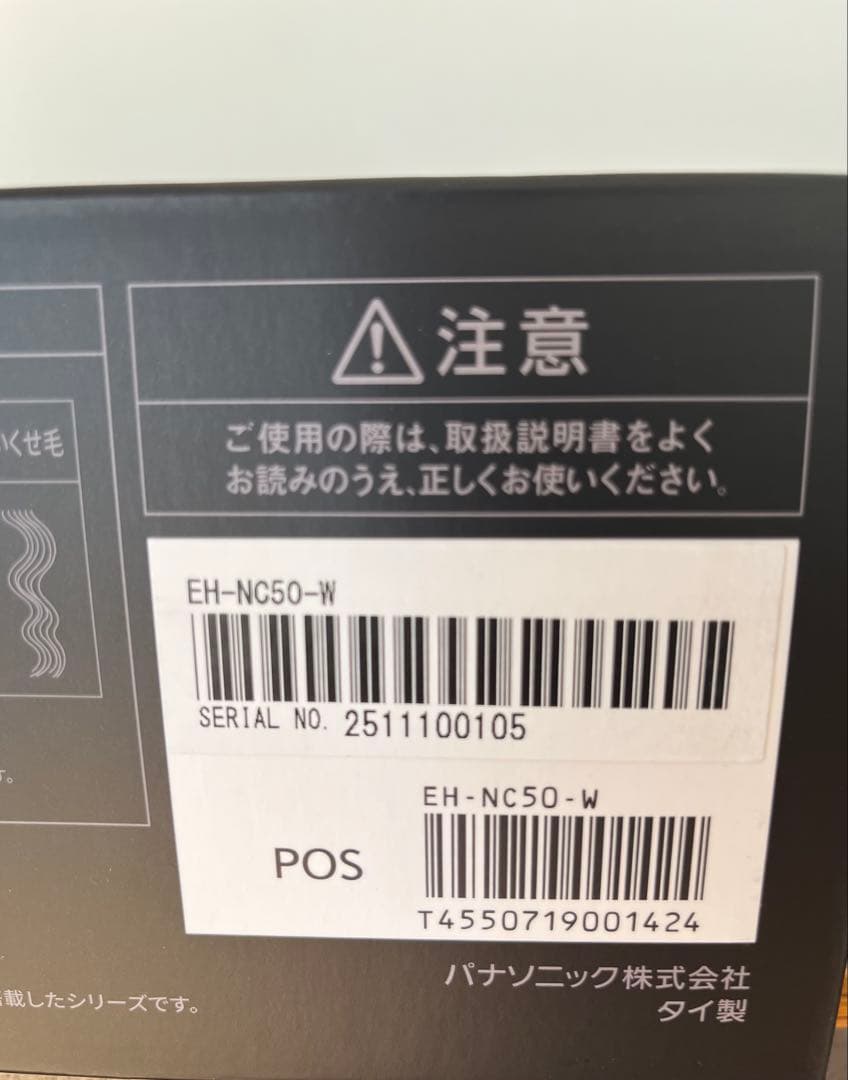 注意
ご使用の際は、取扱説明書をよく
お読みのうえ、正しくお使いください。
くせ毛
EH-NC50-W
SERIAL NO. 2511100105
EH-NC50-W
POS
T4550719001424
す。
パナソニック株式会社
タイ製
載したシリーズです。